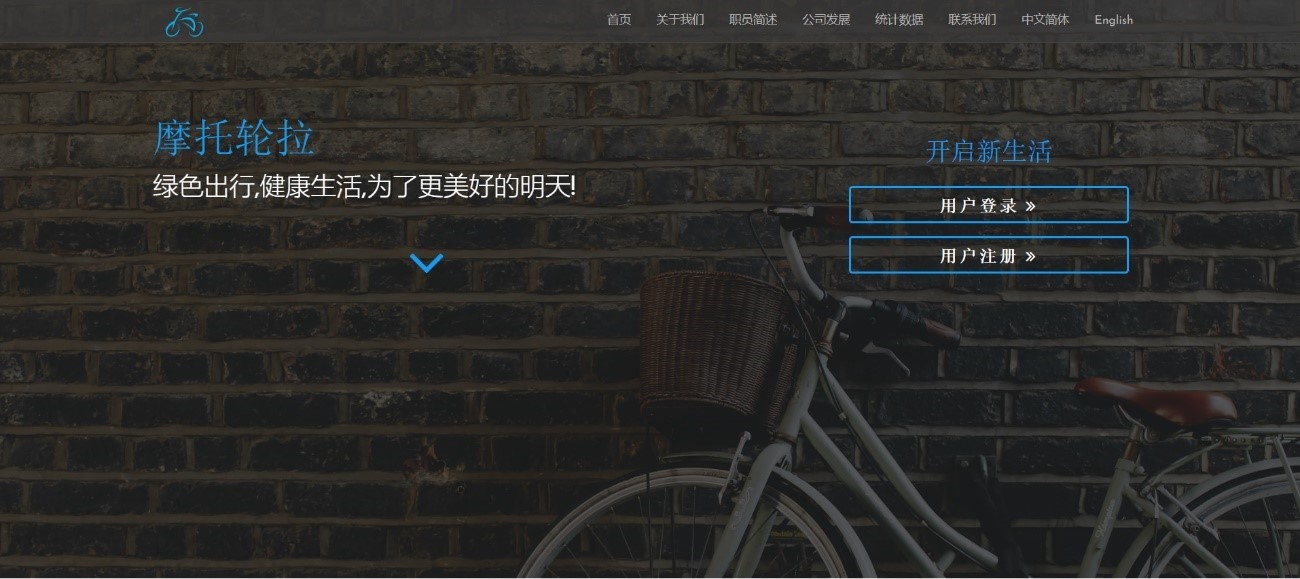 首页 关于我们 职员简述 公司发展 统计数据 联系我们 中文简体 English
摩托轮拉
绿色出行,健康生活,为了更美好的明天!
开启新生活
用户登录 »
用户注册 »